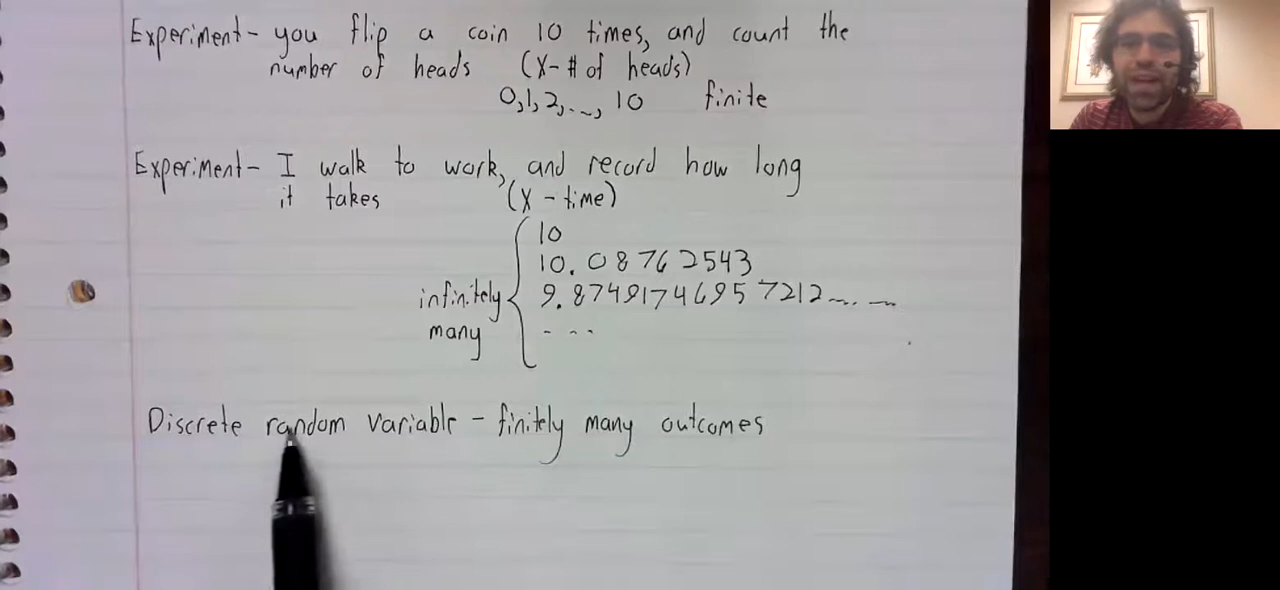 Experiment - you flip a coin 10 times, and count the
number of heads (X - # of heads)
0, 1, 2, ..., 10 finite
Experiment - I walk to work, and record how long
it takes (X - time)
10
10.08762543
infinitely 9.87491746957212... ...
many - - -
Discrete random variable - finitely many outcomes